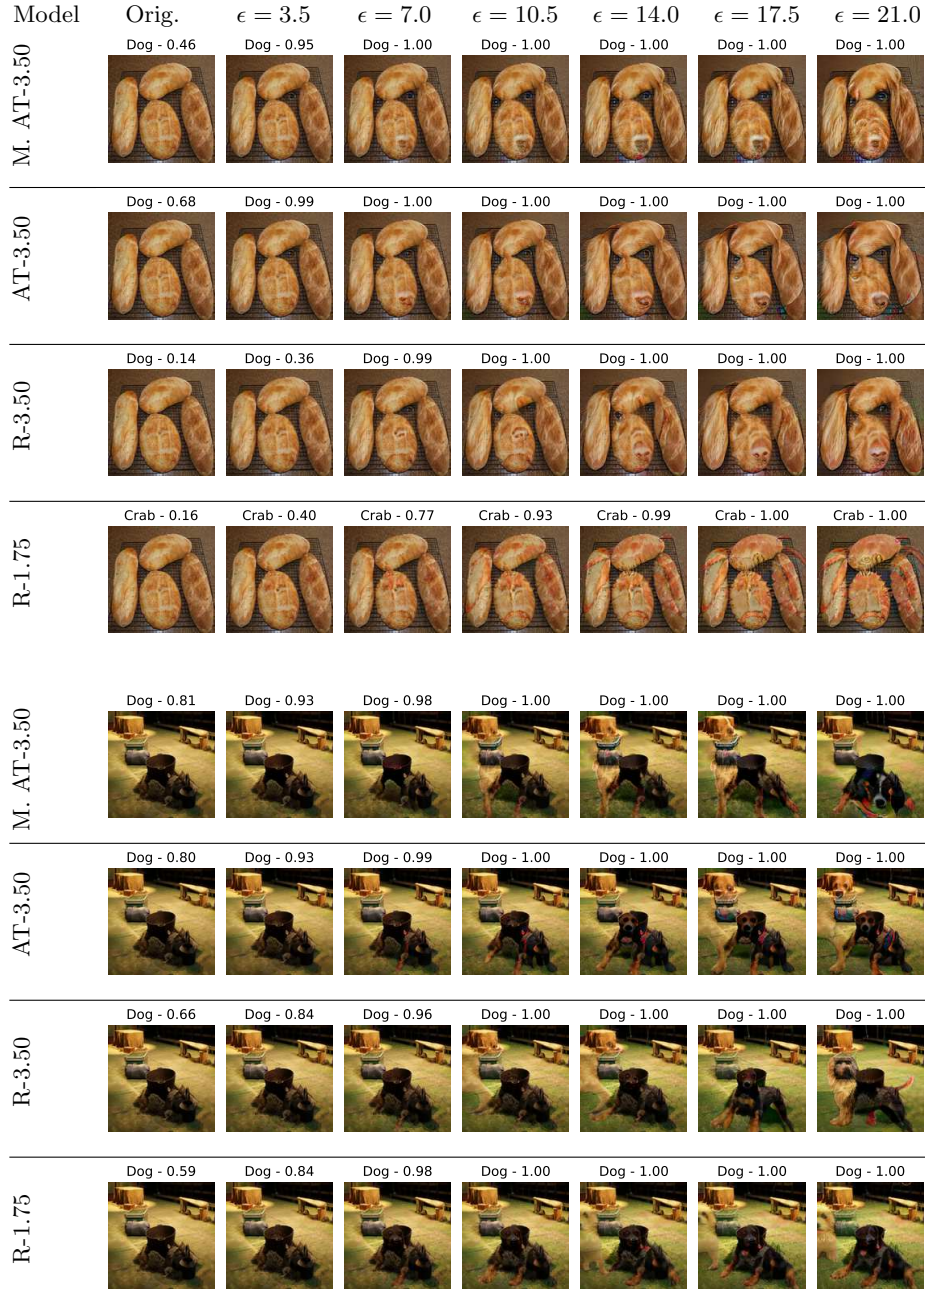 Model Orig. ϵ = 3.5 ϵ = 7.0 ϵ = 10.5 ϵ = 14.0 ϵ = 17.5 ϵ = 21.0
M. AT-3.50
Dog - 0.46 Dog - 0.95 Dog - 1.00 Dog - 1.00 Dog - 1.00 Dog - 1.00 Dog - 1.00
AT-3.50
Dog - 0.68 Dog - 0.99 Dog - 1.00 Dog - 1.00 Dog - 1.00 Dog - 1.00 Dog - 1.00
R-3.50
Dog - 0.14 Dog - 0.36 Dog - 0.99 Dog - 1.00 Dog - 1.00 Dog - 1.00 Dog - 1.00
R-1.75
Crab - 0.16 Crab - 0.40 Crab - 0.77 Crab - 0.93 Crab - 0.99 Crab - 1.00 Crab - 1.00
M. AT-3.50
Dog - 0.81 Dog - 0.93 Dog - 0.98 Dog - 1.00 Dog - 1.00 Dog - 1.00 Dog - 1.00
AT-3.50
Dog - 0.80 Dog - 0.93 Dog - 0.99 Dog - 1.00 Dog - 1.00 Dog - 1.00 Dog - 1.00
R-3.50
Dog - 0.66 Dog - 0.84 Dog - 0.96 Dog - 1.00 Dog - 1.00 Dog - 1.00 Dog - 1.00
R-1.75
Dog - 0.59 Dog - 0.84 Dog - 0.98 Dog - 1.00 Dog - 1.00 Dog - 1.00 Dog - 1.00